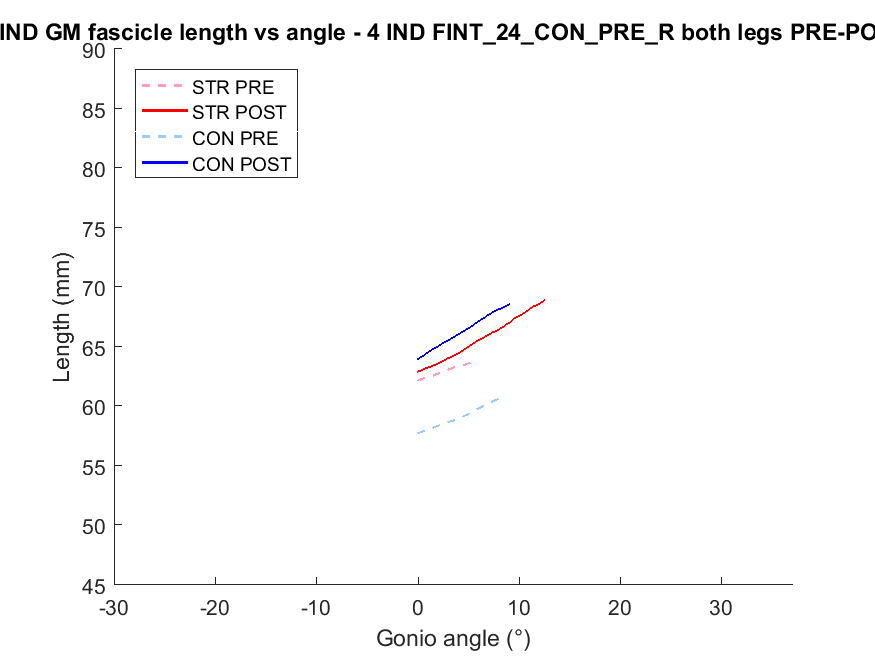 IND GM fascicle length vs angle - 4 IND FINT_24_CON_PRE_R both legs PRE-PO
90
85
80
75
70
65
60
55
50
45
Length (mm)
STR PRE
STR POST
CON PRE
CON POST
-30 -20 -10 0 10 20 30
Gonio angle (°)